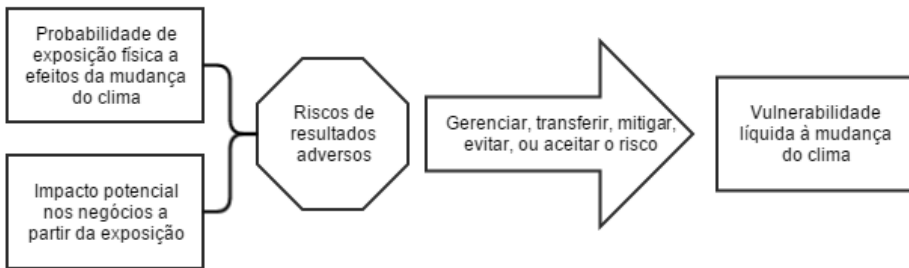 Probabilidade de
exposição física a
efeitos da mudança
do clima
Impacto potencial
nos negócios a
partir da exposição
Riscos de
resultados
adversos
Gerenciar, transferir, mitigar,
evitar, ou aceitar o risco
Vulnerabilidade
líquida à mudança
do clima